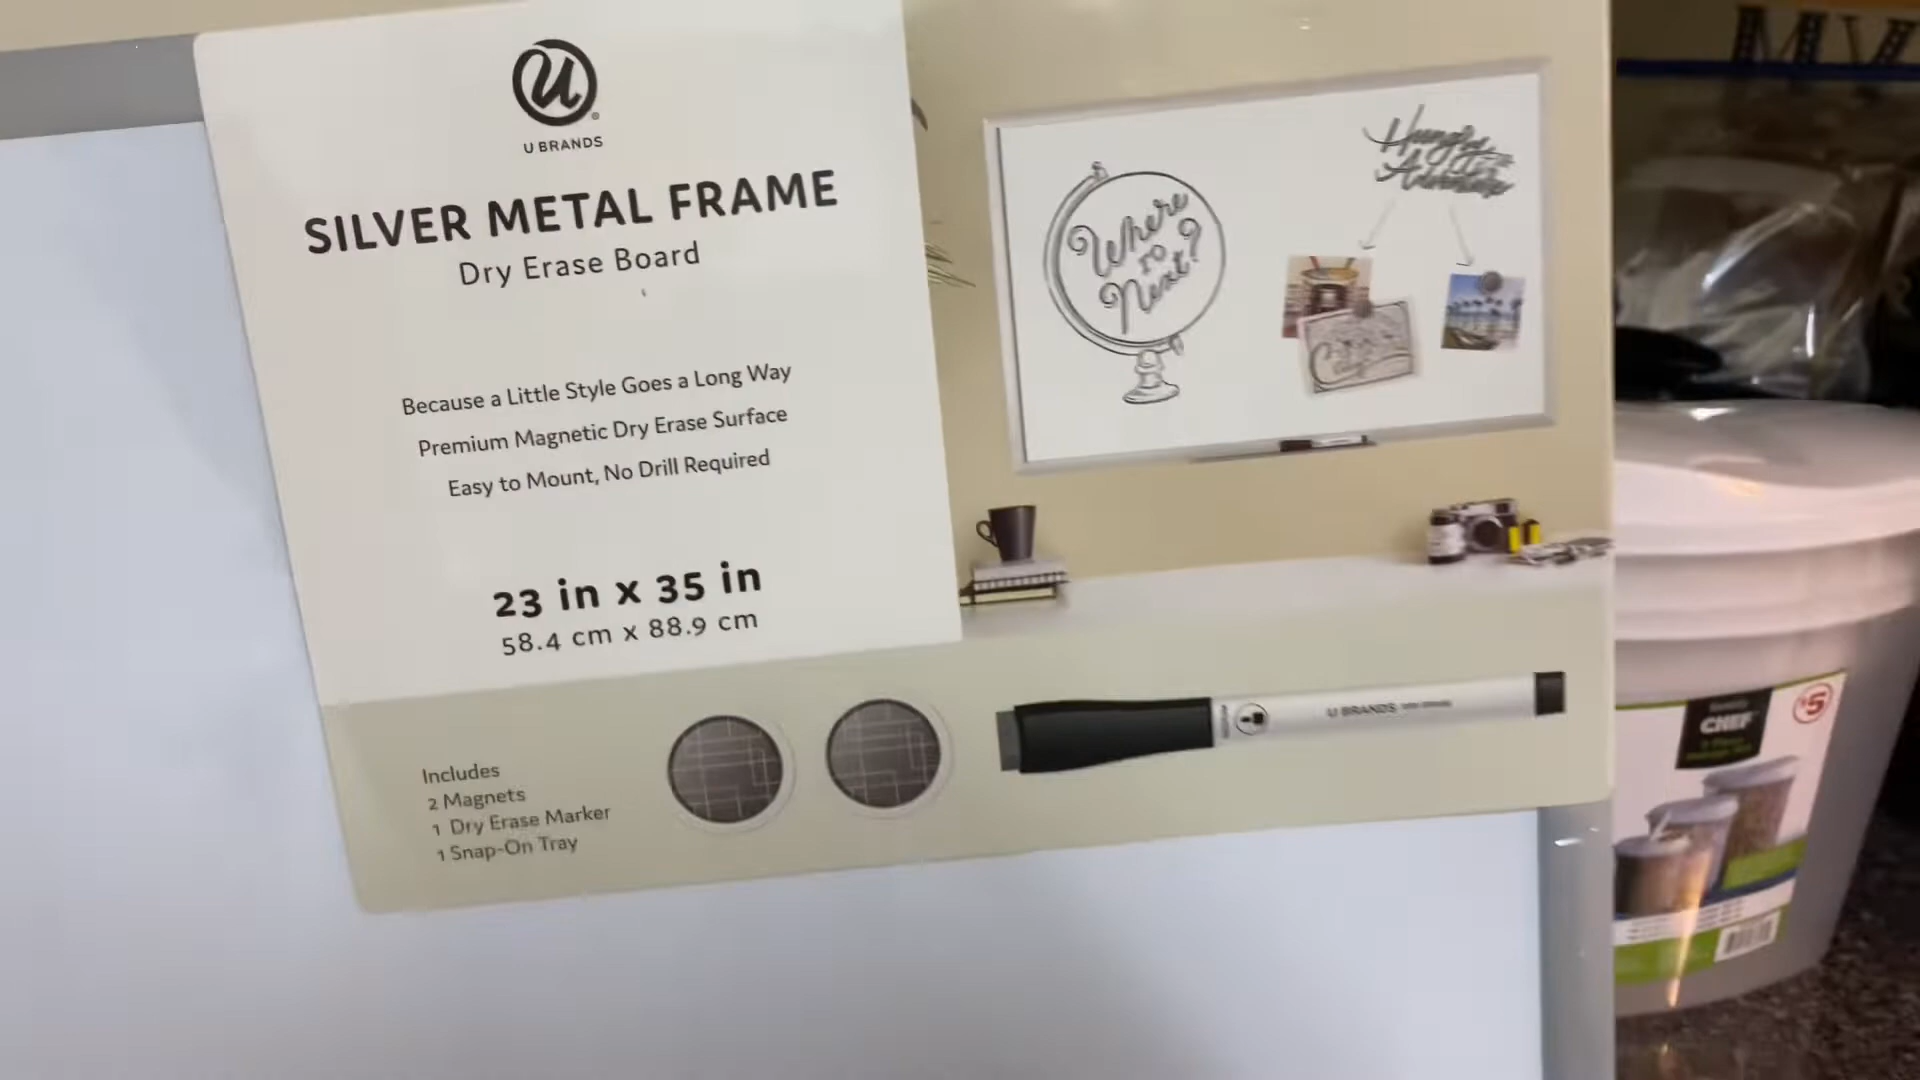 U BRANDS
SILVER METAL FRAME
Dry Erase Board
Because a Little Style Goes a Long Way
Premium Magnetic Dry Erase Surface
Easy to Mount, No Drill Required
23 in x 35 in
58.4 cm x 88.9 cm
Includes
2 Magnets
1 Dry Erase Marker
1 Snap-On Tray
Where
to
Next?
U BRANDS
MV
CHEF
$5